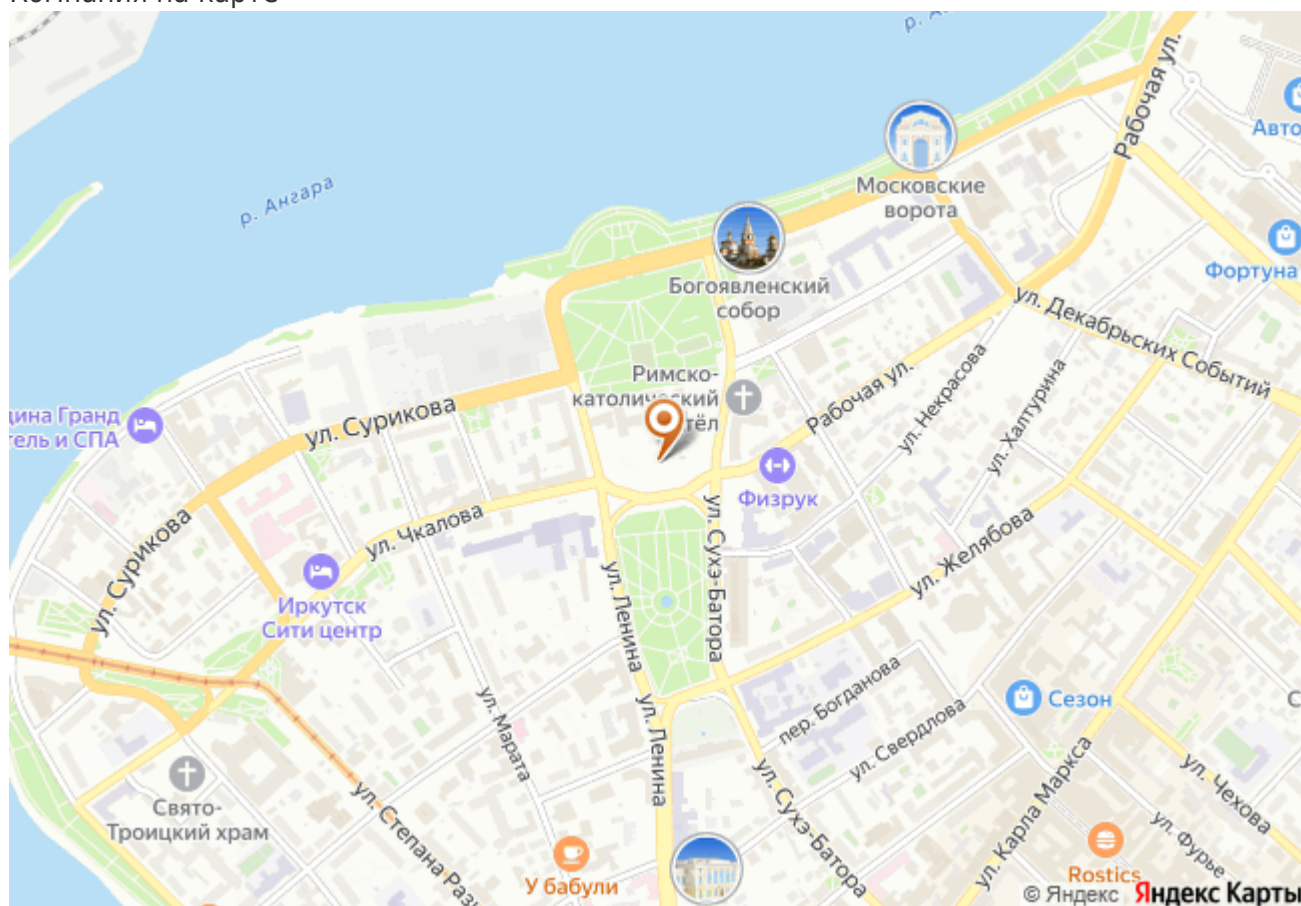 р. Ангара
Рабочая ул.
Московские
ворота
Богоявленский
собор
Фортуна
ул. Декабрьских Событий
Римско-
католический
ул. Сурикова
Рабочая ул.
ул. Некрасова
ул. Халтурина
Физрук
ул. Чкалова
ул. Сурикова
ул. Сухэ-Батора
ул. Желябова
Иркутск
Сити центр
ул. Ленина
пер. Богданова
ул. Свердлова
Сезон
ул. Марата
ул. Ленина
ул. Сухэ-Батора
ул. Карла Маркса
ул. Чехова
ул. Фурье
Свято-
Троицкий храм
ул. Степана Раз
У бабули
Rostics
© Яндекс Яндекс Карты